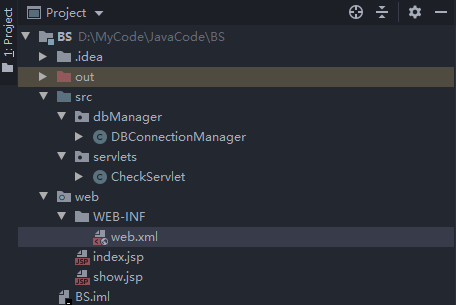 1: Project
Project
BS D:\MyCode\JavaCode\BS
.idea
out
src
dbManager
DBConnectionManager
servlets
CheckServlet
web
WEB-INF
web.xml
index.jsp
show.jsp
BS.iml